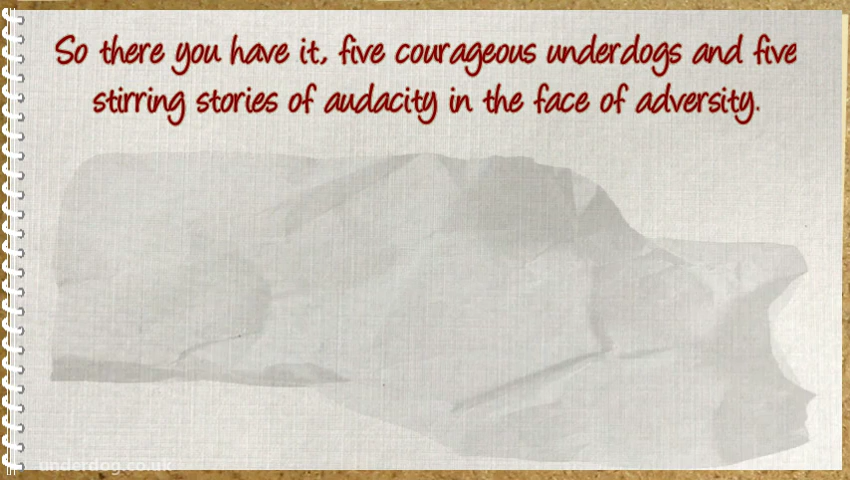 So there you have it, five courageous underdogs and five
stirring stories of audacity in the face of adversity.
underdog.co.uk